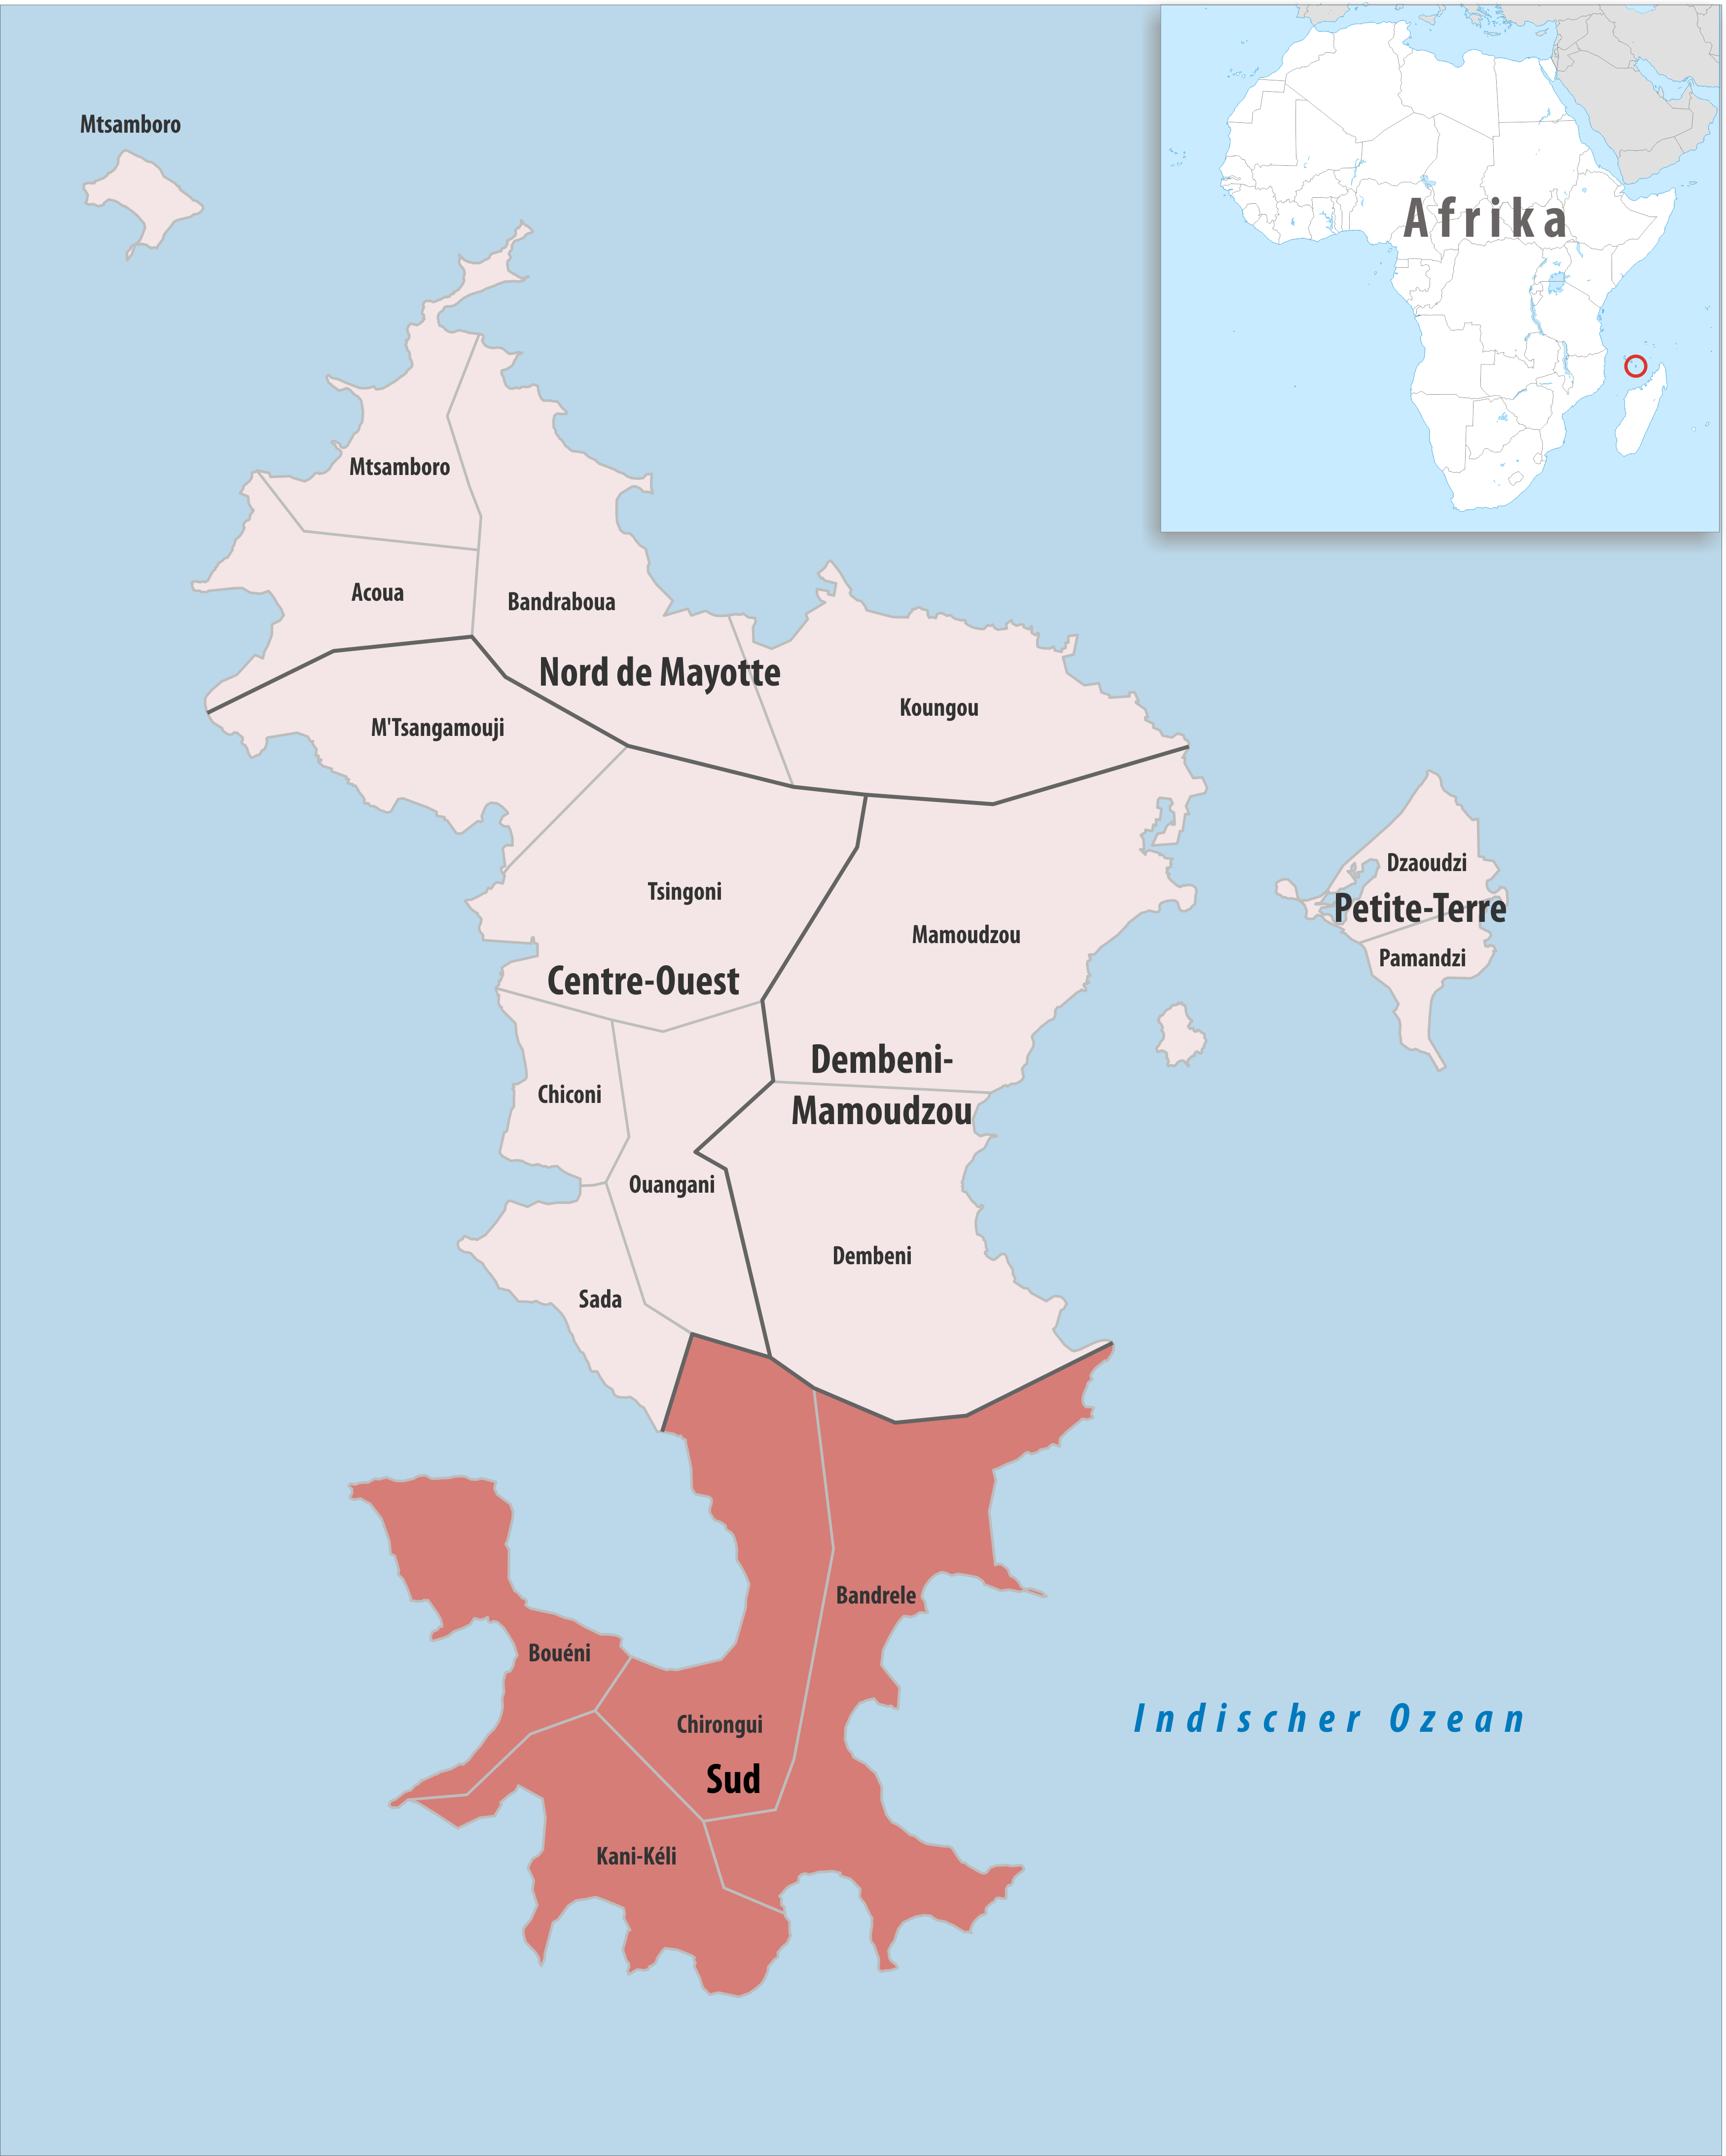 Mtsamboro
Afrika
Mtsamboro
Acoua
Bandraboua
Nord de Mayotte
Koungou
M'Tsangamouji
Dzaoudzi
Tsingoni
Petite-Terre
Mamoudzou
Pamandzi
Centre-Ouest
Dembeni-
Mamoudzou
Chiconi
Ouangani
Dembeni
Sada
Bandrele
Bouéni
Indischer Ozean
Chirongui
Sud
Kani-Kéli